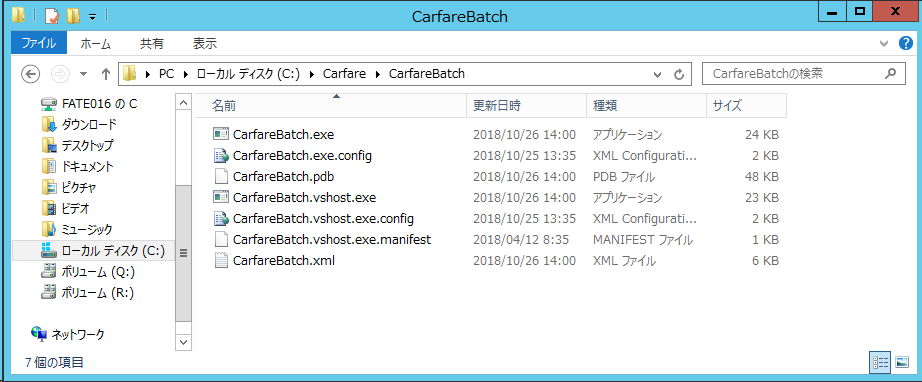 CarfareBatch
ファイル ホーム 共有 表示
PC ローカル ディスク (C:) Carfare CarfareBatch CarfareBatchの検索
名前 更新日時 種類 サイズ
FATE016 の C
ダウンロード
デスクトップ
ドキュメント
ピクチャ
ビデオ
ミュージック
ローカル ディスク (C:)
ボリューム (Q:)
ボリューム (R:)
ネットワーク
CarfareBatch.exe 2018/10/26 14:00 アプリケーション 24 KB
CarfareBatch.exe.config 2018/10/25 13:35 XML Configurati... 2 KB
CarfareBatch.pdb 2018/10/26 14:00 PDB ファイル 48 KB
CarfareBatch.vshost.exe 2018/10/26 14:00 アプリケーション 23 KB
CarfareBatch.vshost.exe.config 2018/10/25 13:35 XML Configurati... 2 KB
CarfareBatch.vshost.exe.manifest 2018/04/12 8:35 MANIFEST ファイル 1 KB
CarfareBatch.xml 2018/10/26 14:00 XML ファイル 6 KB
7 個の項目